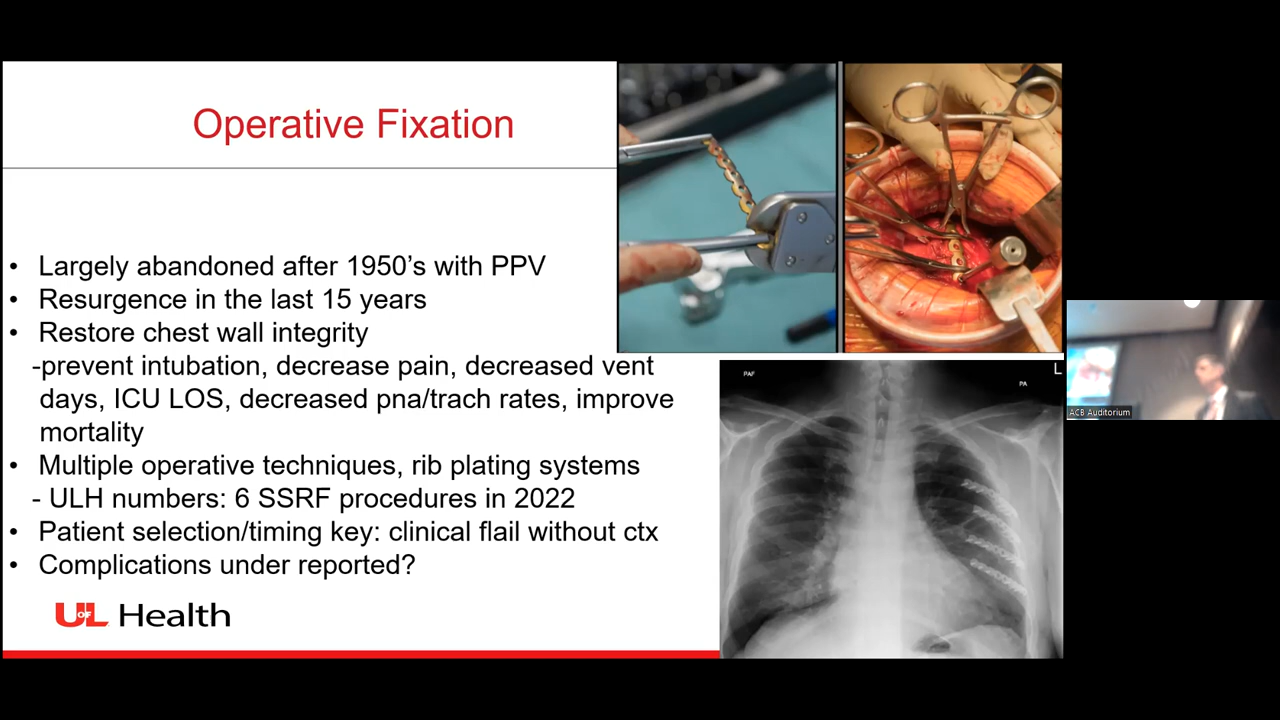 Operative Fixation
• Largely abandoned after 1950's with PPV
• Resurgence in the last 15 years
• Restore chest wall integrity
-prevent intubation, decrease pain, decreased vent
days, ICU LOS, decreased pna/trach rates, improve
mortality
• Multiple operative techniques, rib plating systems
- ULH numbers: 6 SSRF procedures in 2022
• Patient selection/timing key: clinical flail without ctx
• Complications under reported?
UofL Health
PAF
PA
L
ACB Auditorium